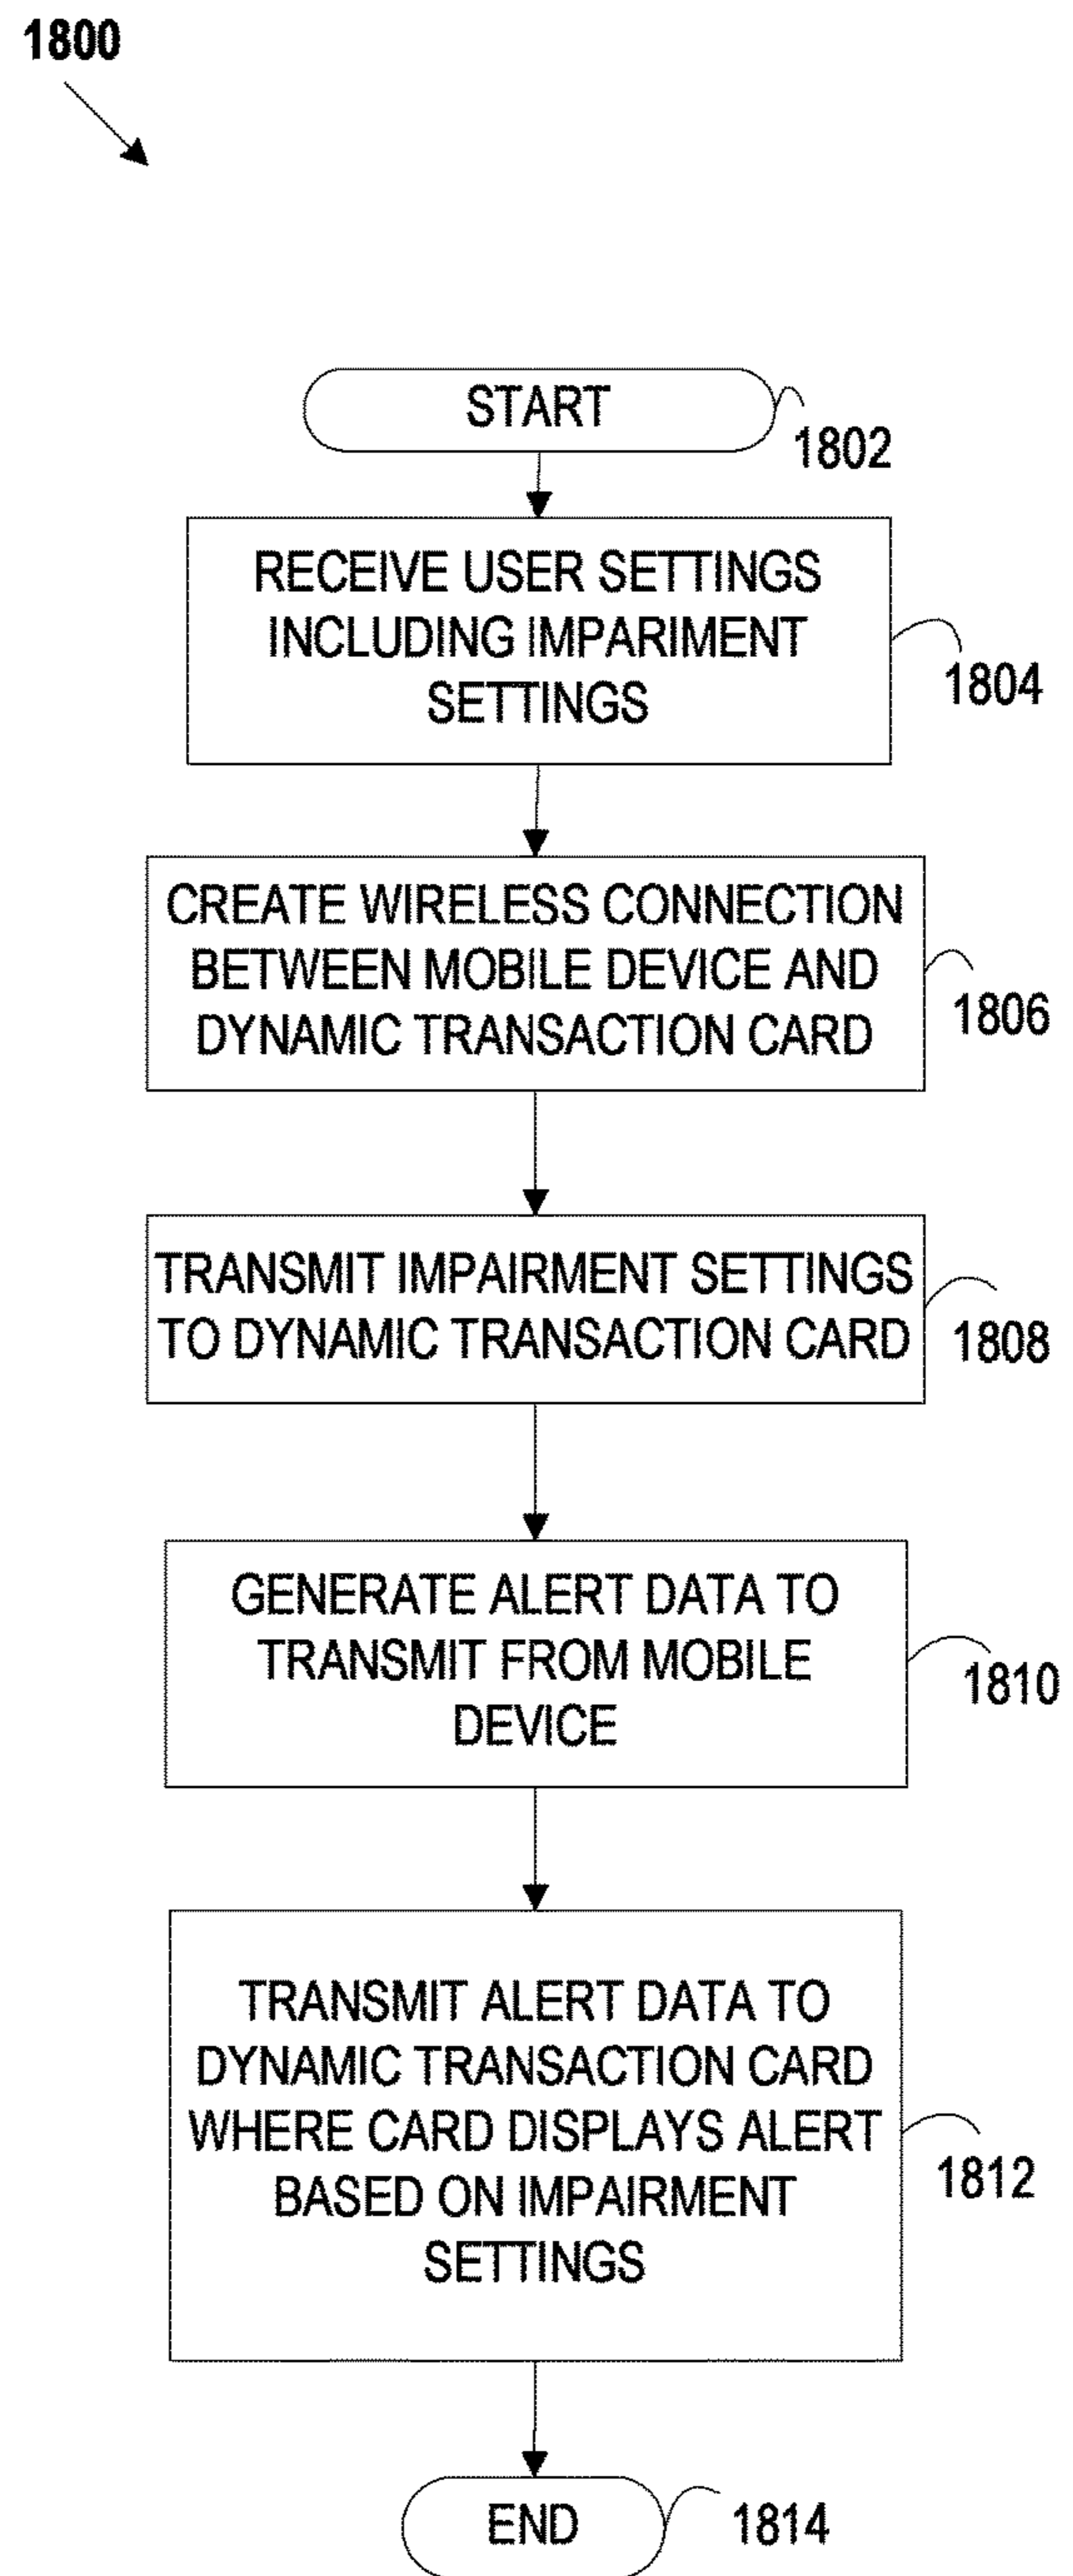 1800
START
1802
RECEIVE USER SETTINGS
INCLUDING IMPARIMENT
SETTINGS
1804
CREATE WIRELESS CONNECTION
BETWEEN MOBILE DEVICE AND
DYNAMIC TRANSACTION CARD
1806
TRANSMIT IMPAIRMENT SETTINGS
TO DYNAMIC TRANSACTION CARD
1808
GENERATE ALERT DATA TO
TRANSMIT FROM MOBILE
DEVICE
1810
TRANSMIT ALERT DATA TO
DYNAMIC TRANSACTION CARD
WHERE CARD DISPLAYS ALERT
BASED ON IMPAIRMENT
SETTINGS
1812
END
1814